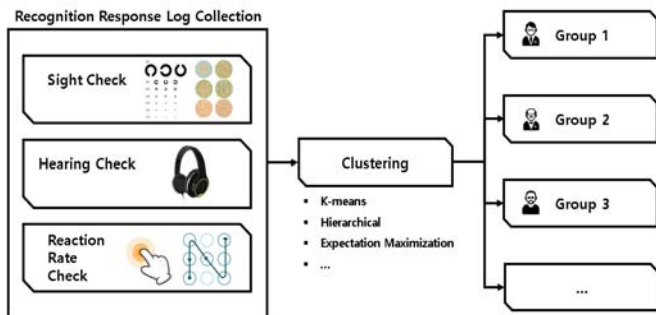 Recognition Response Log Collection
Sight Check
Hearing Check
Reaction
Rate
Check
Clustering
▪ K-means
▪ Hierarchical
▪ Expectation Maximization
▪ ...
Group 1
Group 2
Group 3
...